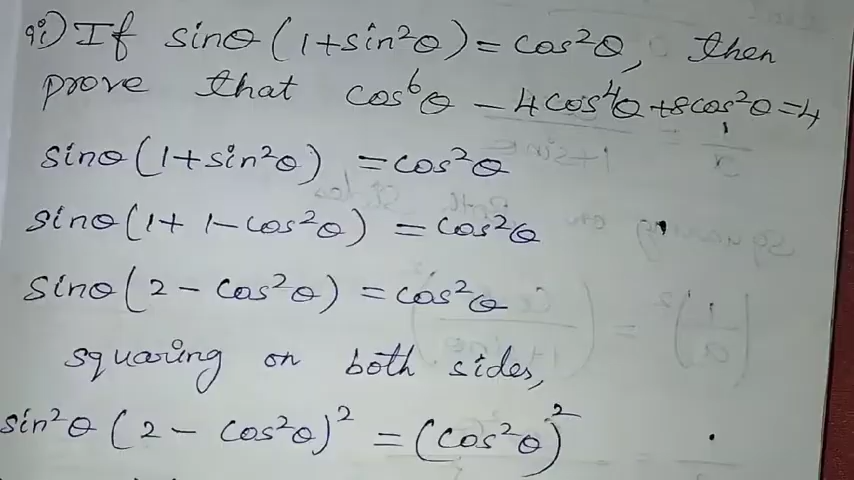 9i) If sinθ(1+sin²θ) = cos²θ, then
prove that cos⁶θ - 4cos⁴θ + 8cos²θ = 4
sinθ(1+sin²θ) = cos²θ
sinθ(1+1-cos²θ) = cos²θ
sinθ(2-cos²θ) = cos²θ
squaring on both sides,
sin²θ(2-cos²θ)² = (cos²θ)²